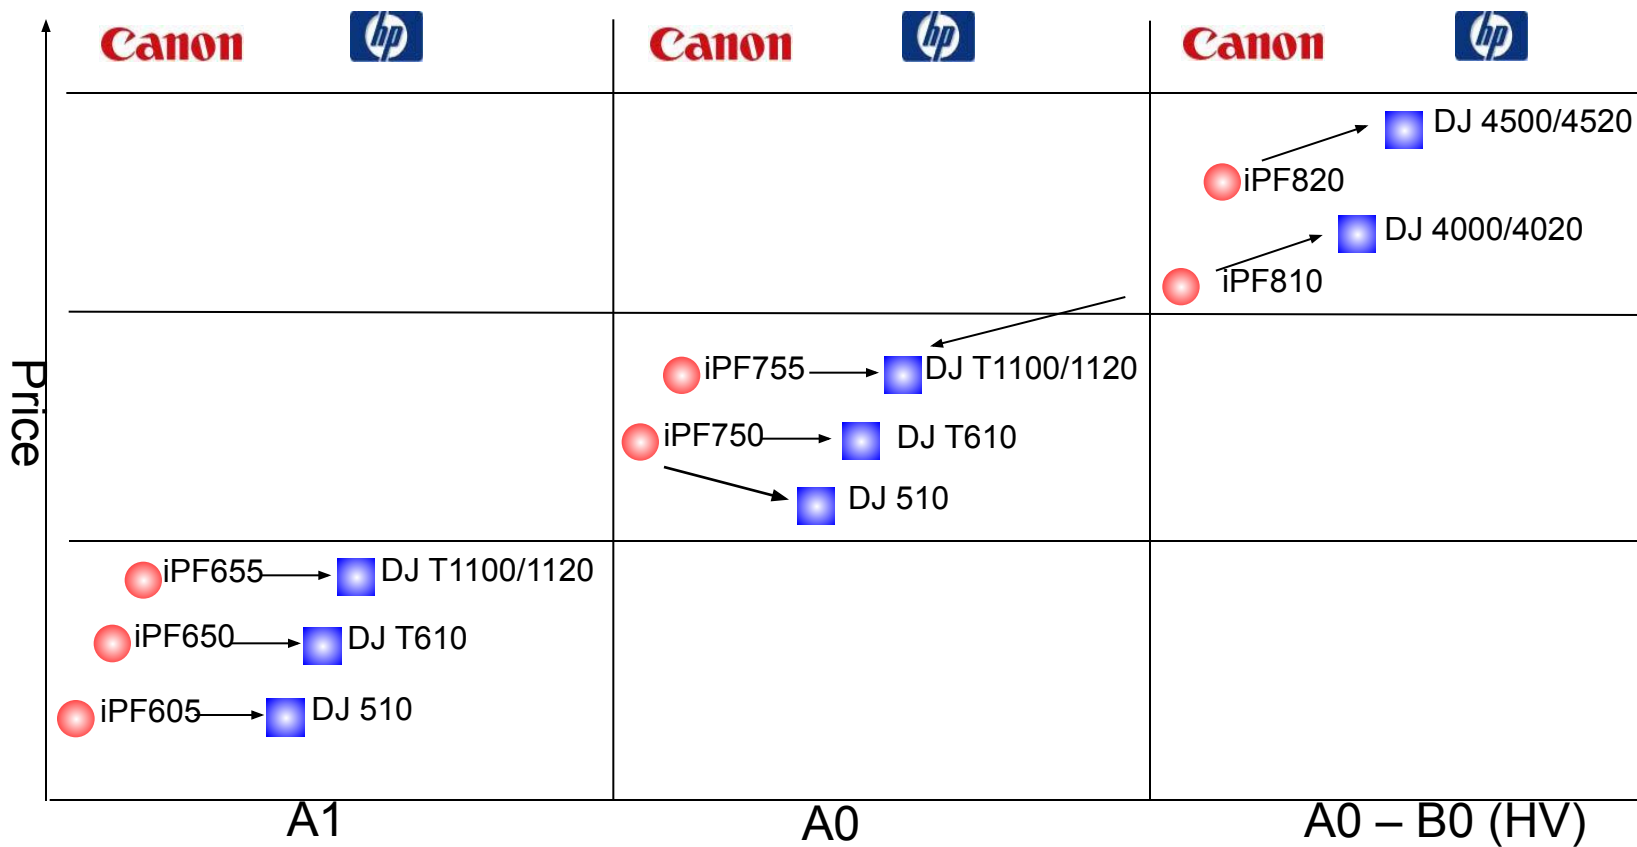 Canon hp Canon hp Canon hp
DJ 4500/4520
iPF820
DJ 4000/4020
iPF810
Price
iPF755 DJ T1100/1120
iPF750 DJ T610
DJ 510
iPF655 DJ T1100/1120
iPF650 DJ T610
iPF605 DJ 510
A1 A0 A0 – B0 (HV)